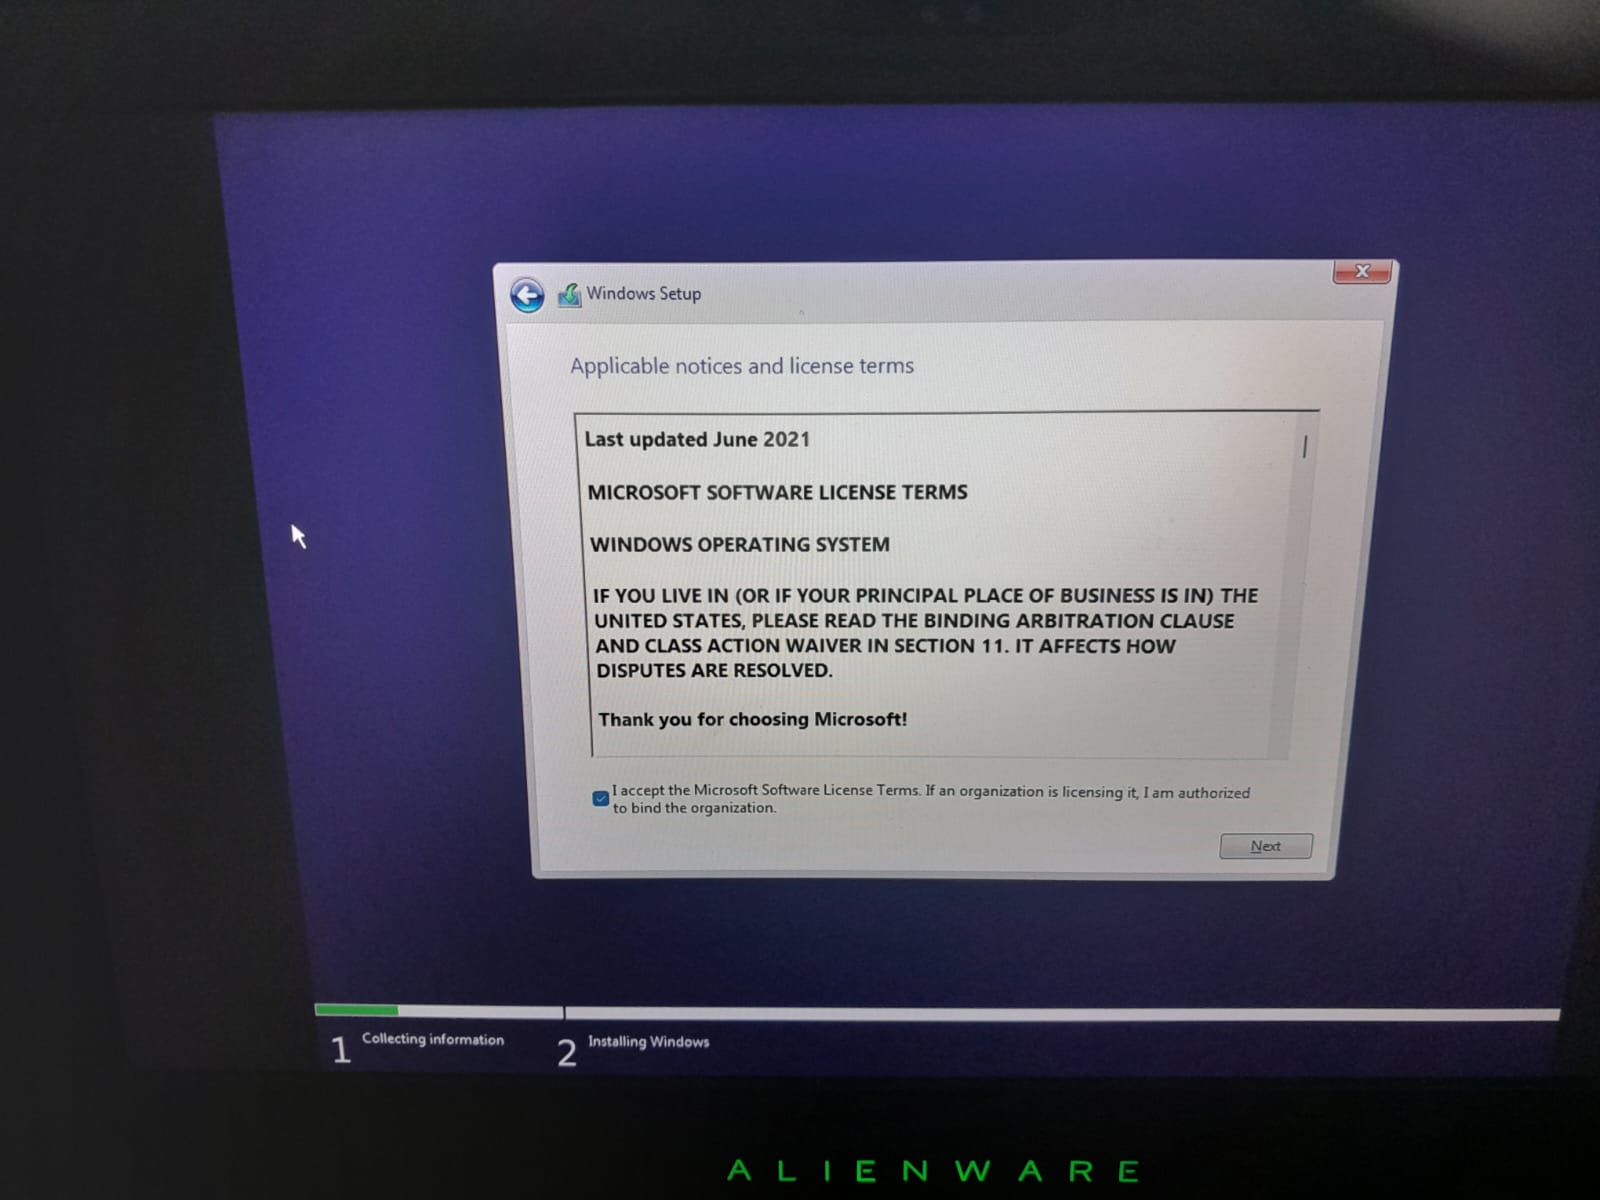 Windows Setup
Applicable notices and license terms
Last updated June 2021
MICROSOFT SOFTWARE LICENSE TERMS
WINDOWS OPERATING SYSTEM
IF YOU LIVE IN (OR IF YOUR PRINCIPAL PLACE OF BUSINESS IS IN) THE
UNITED STATES, PLEASE READ THE BINDING ARBITRATION CLAUSE
AND CLASS ACTION WAIVER IN SECTION 11. IT AFFECTS HOW
DISPUTES ARE RESOLVED.
Thank you for choosing Microsoft!
I accept the Microsoft Software License Terms. If an organization is licensing it, I am authorized
to bind the organization.
Next
1 Collecting information
2 Installing Windows
ALIENWARE